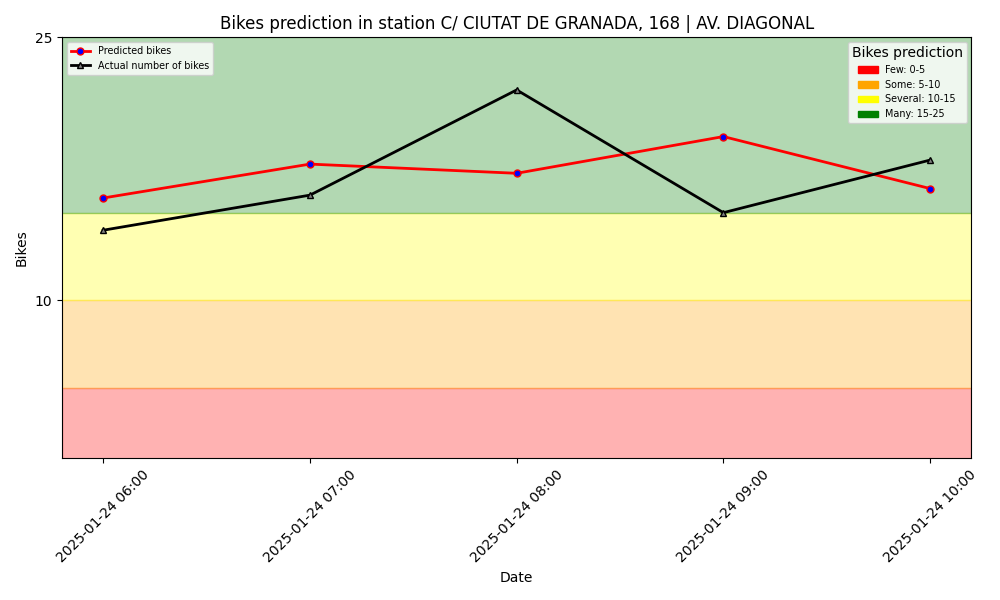 Bikes prediction in station C/ CIUTAT DE GRANADA, 168 | AV. DIAGONAL
25
10
Bikes
Predicted bikes
Actual number of bikes
Bikes prediction
Few: 0-5
Some: 5-10
Several: 10-15
Many: 15-25
2025-01-24 06:00
2025-01-24 07:00
2025-01-24 08:00
2025-01-24 09:00
2025-01-24 10:00
Date